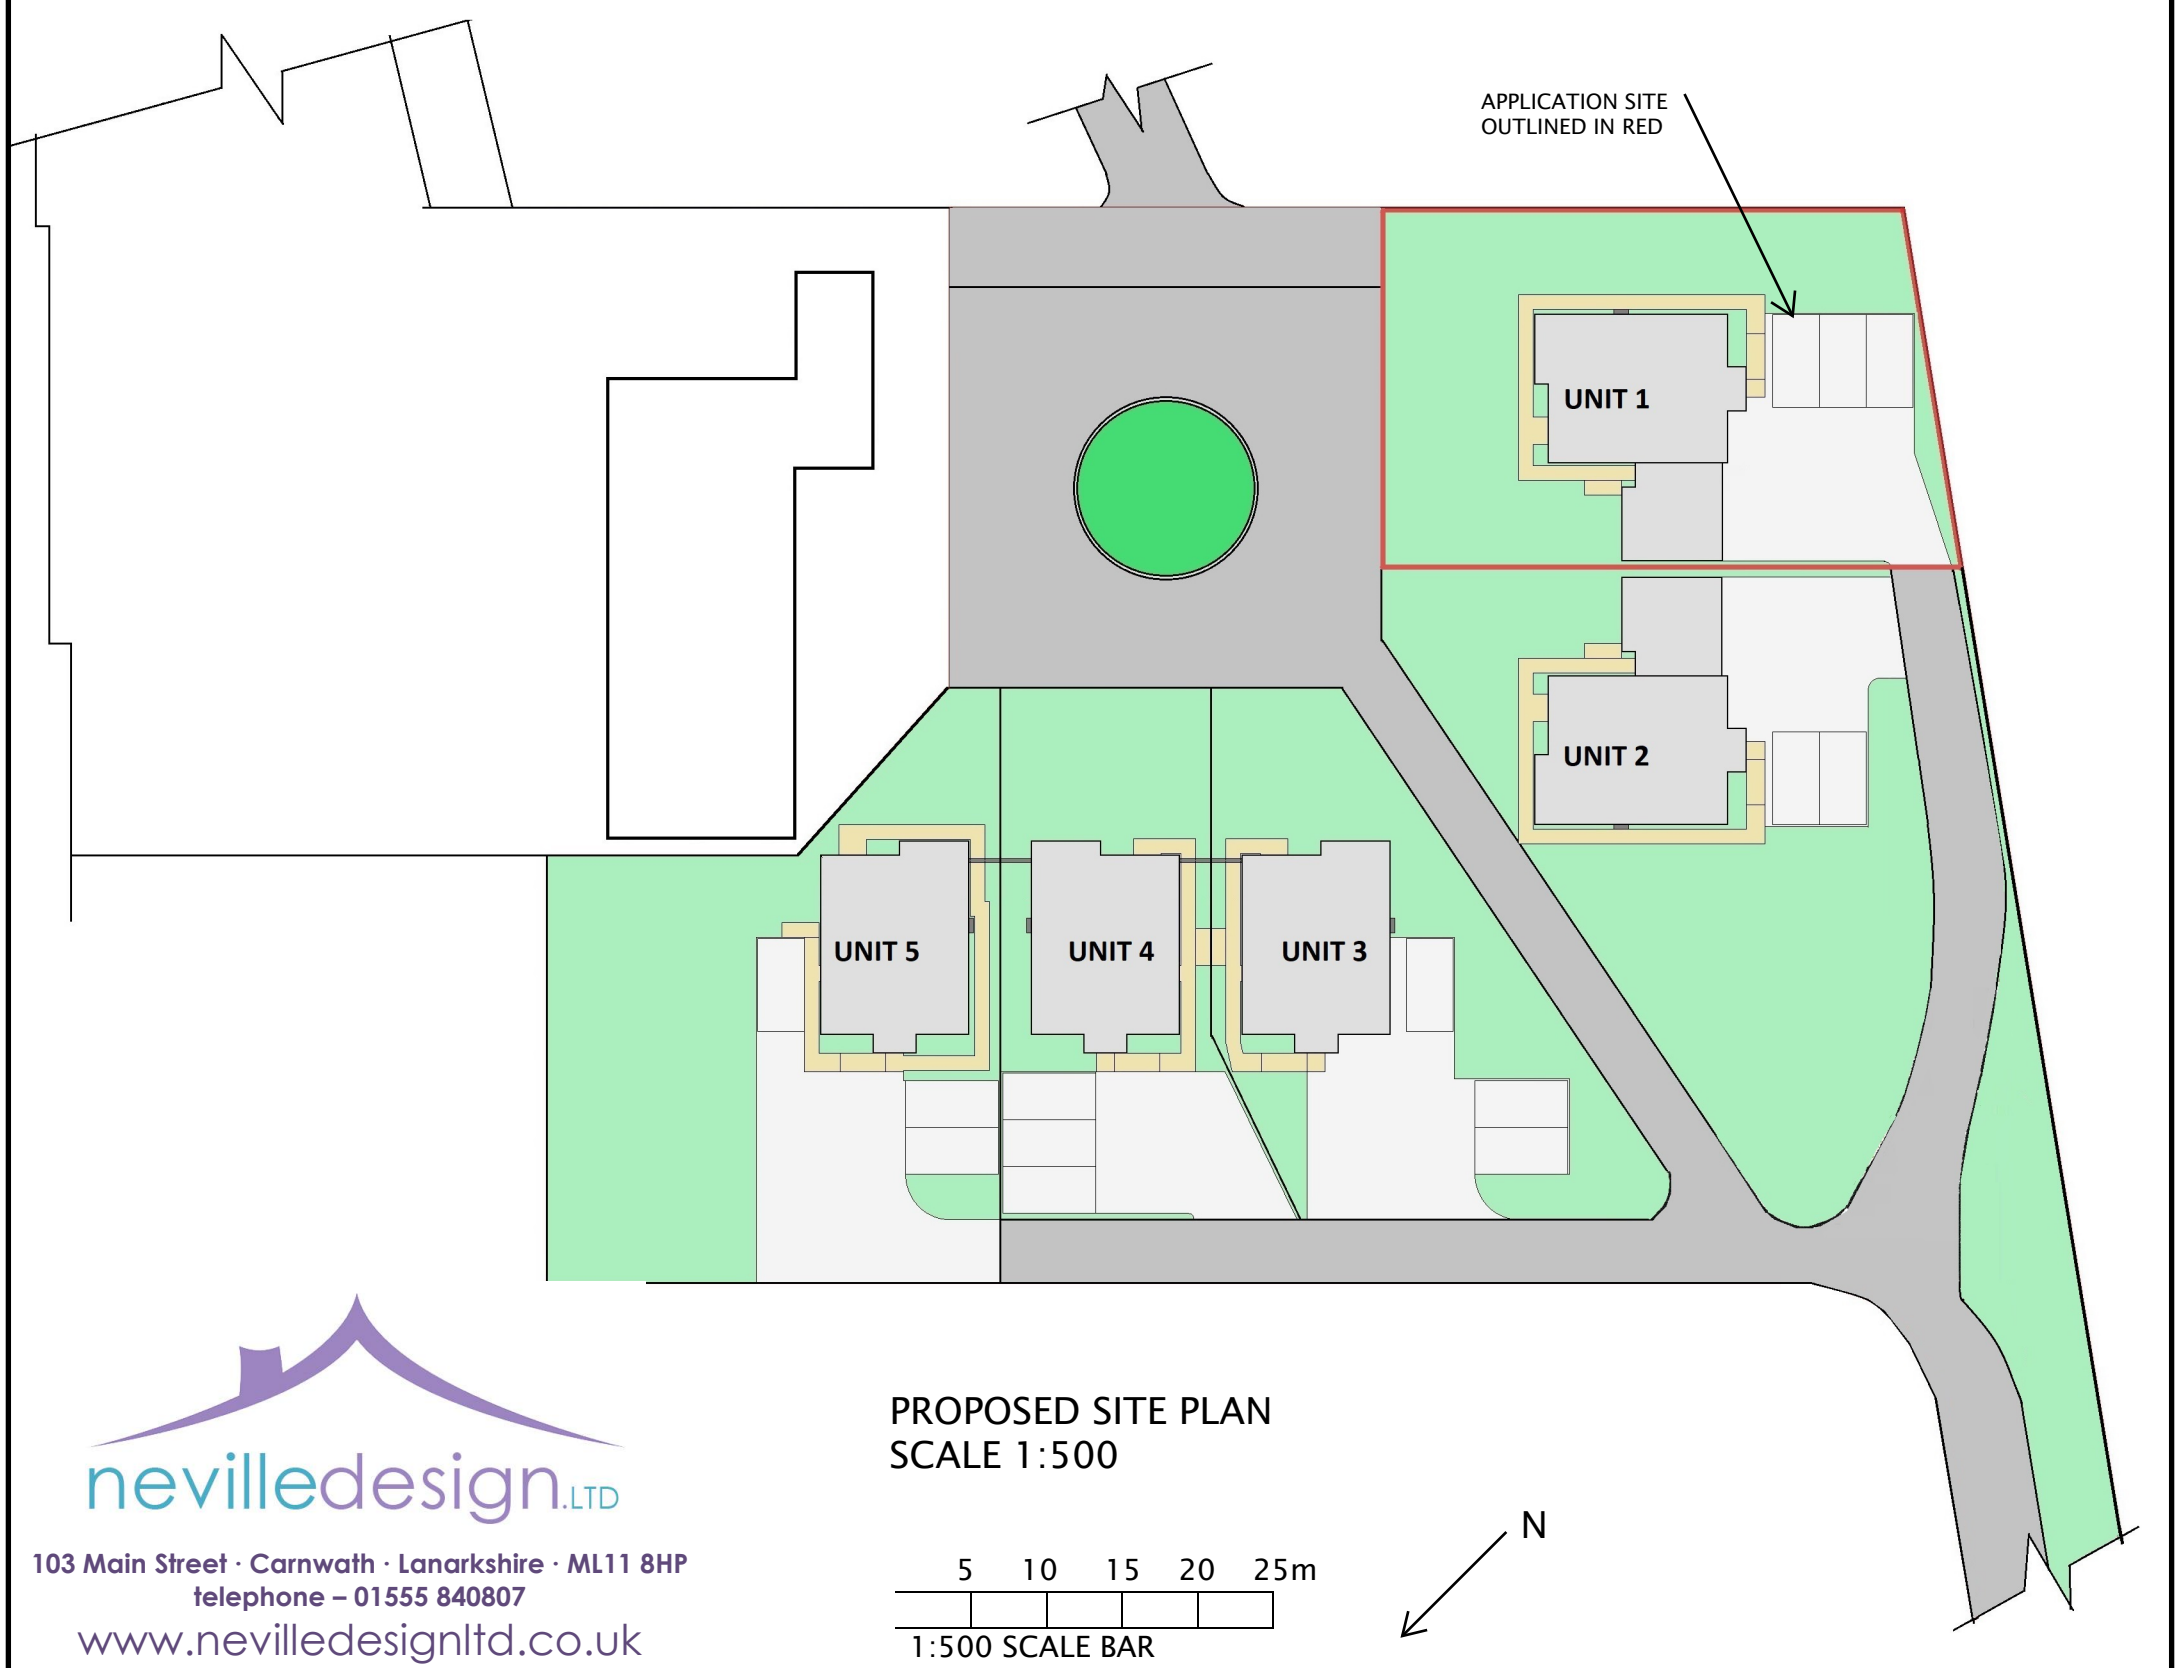 APPLICATION SITE
OUTLINED IN RED
UNIT 1
UNIT 2
UNIT 5
UNIT 4
UNIT 3
PROPOSED SITE PLAN
SCALE 1:500
nevilledesign.LTD
103 Main Street · Carnwath · Lanarkshire · ML11 8HP
telephone – 01555 840807
www.nevilledesignltd.co.uk
N
5 10 15 20 25m
1:500 SCALE BAR